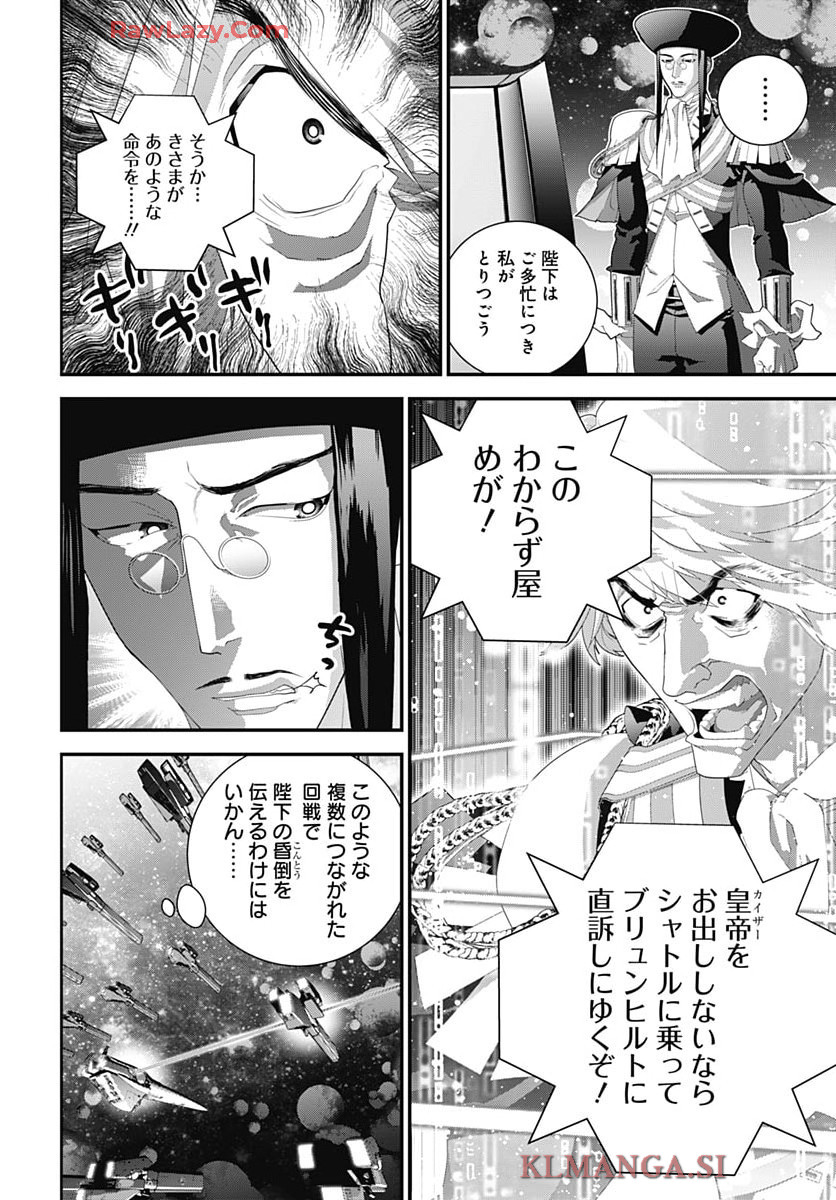 RawLazy.Com
……
陛下は
ご多忙につき
私が
とりつごう
そうか…
きさまが
あのような
命令を……!!
ギリ
ギリ
この
わからず屋
めが!
皇帝を
カイザー
お出ししないなら
シャトルに乗って
ブリュンヒルトに
直訴しにゆくぞ!
ちっ
このような
複数につながれた
回戦で
陛下の昏倒を
こんとう
伝えるわけには
いかん……
KLMANGA.SI